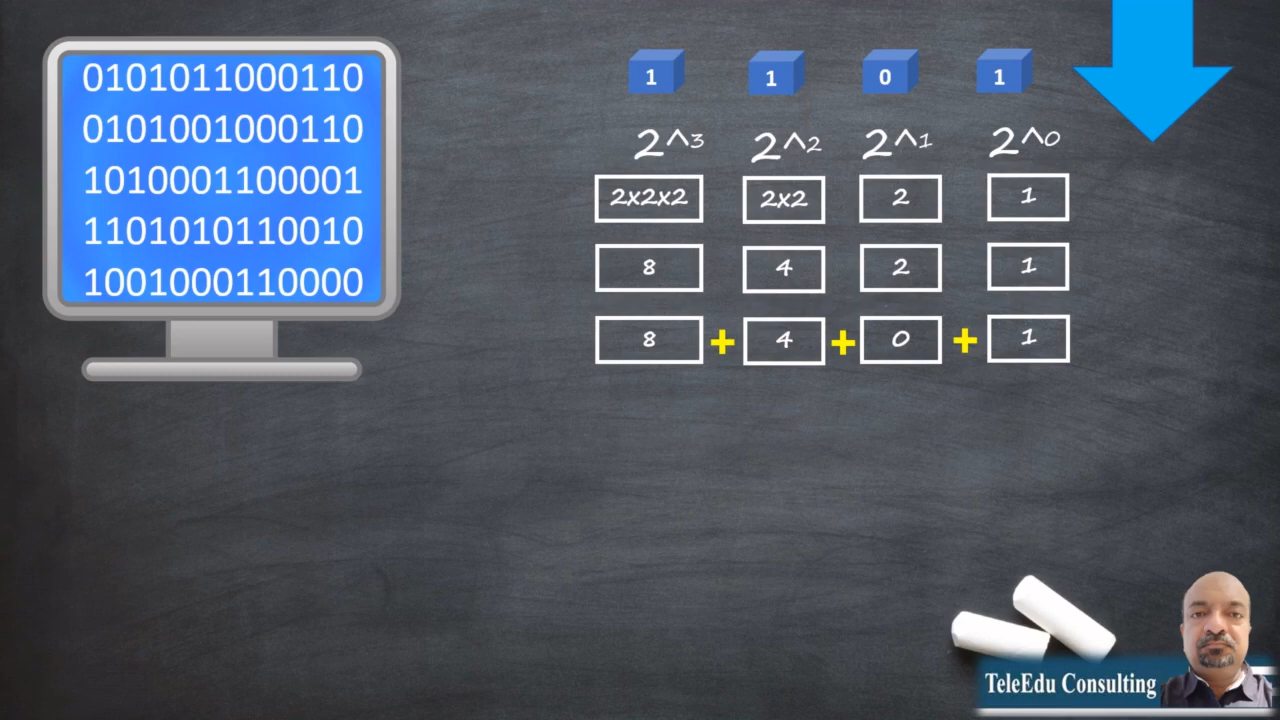 0101011000110
0101001000110
1010001100001
1101010110010
1001000110000
1 1 0 1
2^3 2^2 2^1 2^0
2x2x2 2x2 2 1
8 4 2 1
8 + 4 + 0 + 1
TeleEdu Consulting